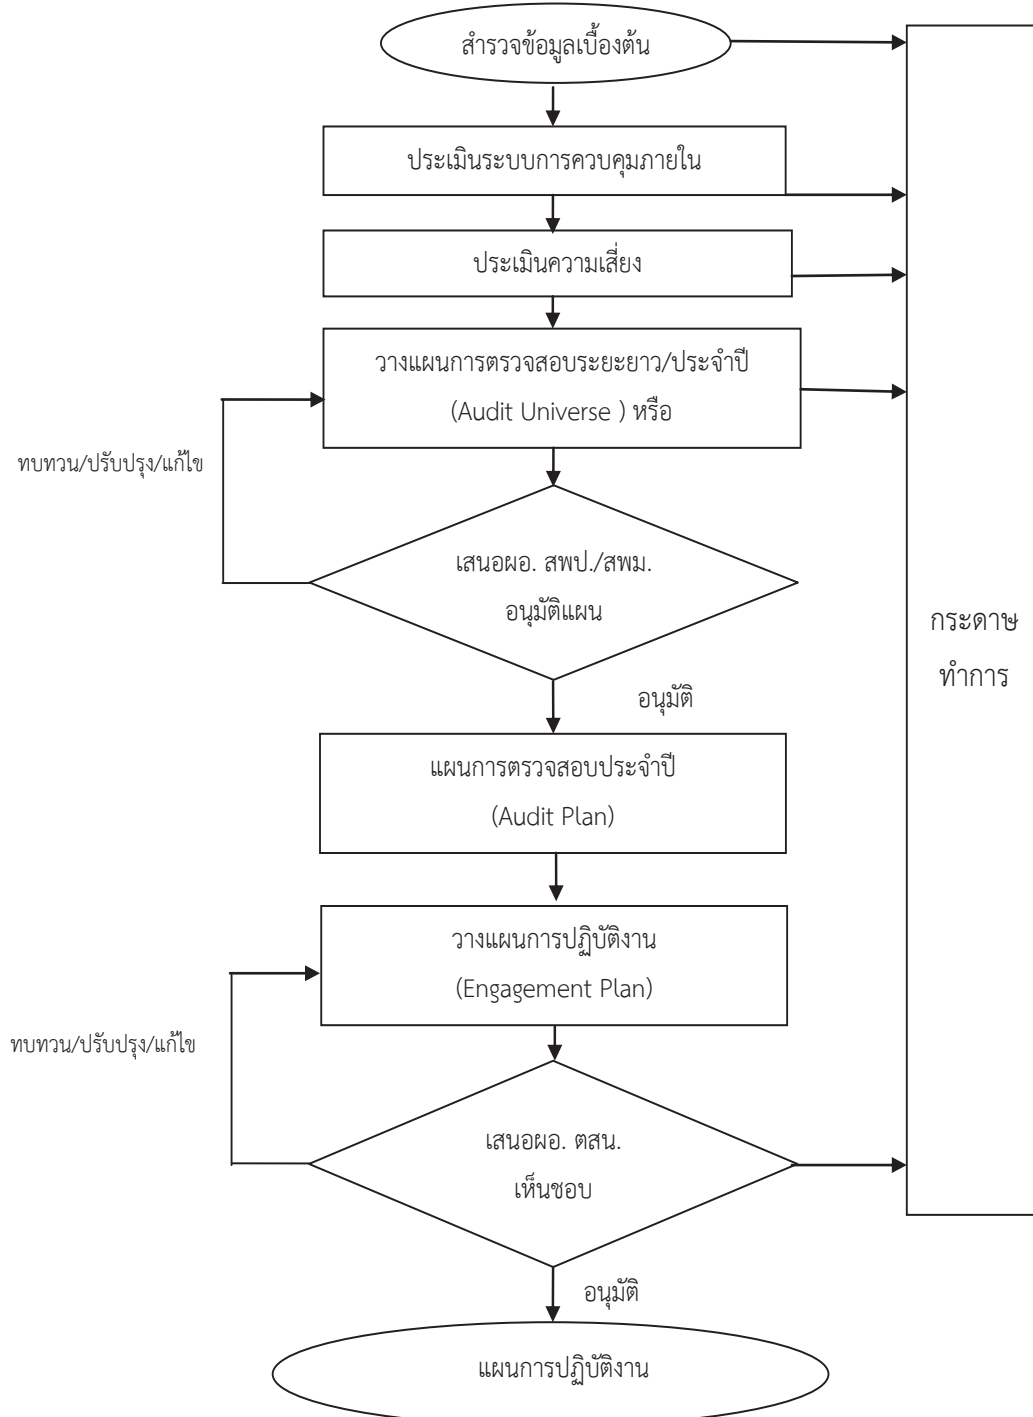 สำรวจข้อมูลเบื้องต้น
ประเมินระบบการควบคุมภายใน
ประเมินความเสี่ยง
วางแผนการตรวจสอบระยะยาว/ประจำปี
(Audit Universe ) หรือ
ทบทวน/ปรับปรุง/แก้ไข
เสนอผอ. สพป./สพม.
อนุมัติแผน
กระดาษ
ทำการ
อนุมัติ
แผนการตรวจสอบประจำปี
(Audit Plan)
วางแผนการปฏิบัติงาน
(Engagement Plan)
ทบทวน/ปรับปรุง/แก้ไข
เสนอผอ. ตสน.
เห็นชอบ
อนุมัติ
แผนการปฏิบัติงาน